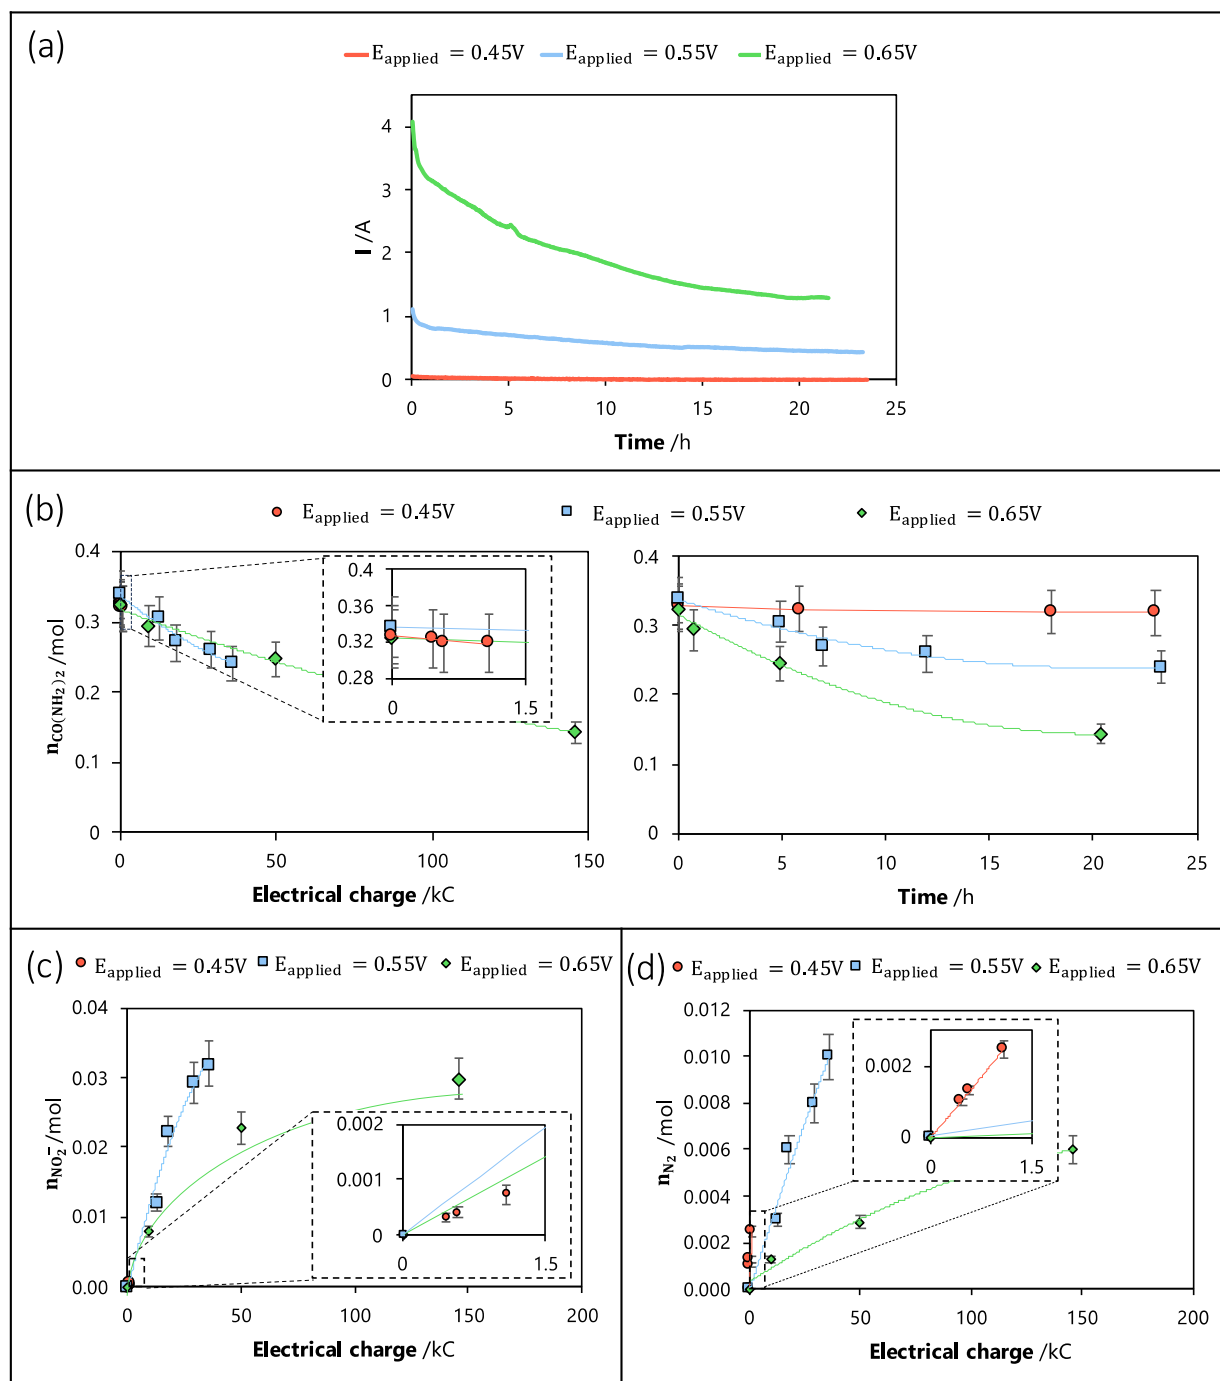 (a)
E_applied = 0.45V E_applied = 0.55V E_applied = 0.65V
4
3
2
1
0
I /A
0 5 10 15 20 25
Time /h
(b)
E_applied = 0.45V E_applied = 0.55V E_applied = 0.65V
0.4
0.3
0.2
0.1
0
n_CO(NH2)2 /mol
0.4
0.36
0.32
0.28
0 1.5
0 50 100 150
Electrical charge /kC
0.4
0.3
0.2
0.1
0
0 5 10 15 20 25
Time /h
(c)
E_applied = 0.45V E_applied = 0.55V E_applied = 0.65V
0.04
0.03
0.02
0.01
0.00
n_No2⁻ /mol
0.002
0.001
0
0 1.5
0 50 100 150 200
Electrical charge /kC
(d)
E_applied = 0.45V E_applied = 0.55V E_applied = 0.65V
0.012
0.010
0.008
0.006
0.004
0.002
0.000
n_N2 /mol
0.002
0
0 1.5
0 50 100 150 200
Electrical charge /kC